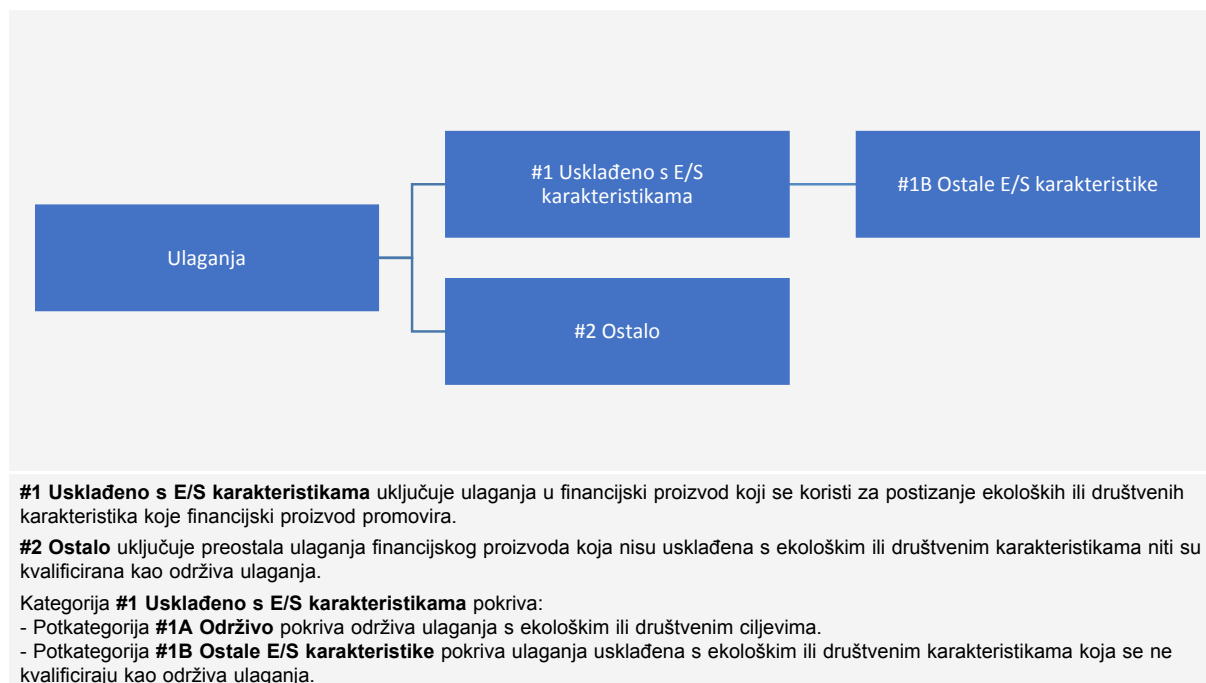 #1 Usklađeno s E/S
karakteristikama
#1B Ostale E/S karakteristike
Ulaganja
#2 Ostalo
#1 Usklađeno s E/S karakteristikama uključuje ulaganja u financijski proizvod koji se koristi za postizanje ekoloških ili društvenih
karakteristika koje financijski proizvod promovira.
#2 Ostalo uključuje preostala ulaganja financijskog proizvoda koja nisu usklađena s ekološkim ili društvenim karakteristikama niti su
kvalificirana kao održiva ulaganja.
Kategorija #1 Usklađeno s E/S karakteristikama pokriva:
- Potkategorija #1A Održivo pokriva održiva ulaganja s ekološkim ili društvenim ciljevima.
- Potkategorija #1B Ostale E/S karakteristike pokriva ulaganja usklađena s ekološkim ili društvenim karakteristikama koja se ne
kvalificiraju kao održiva ulaganja.